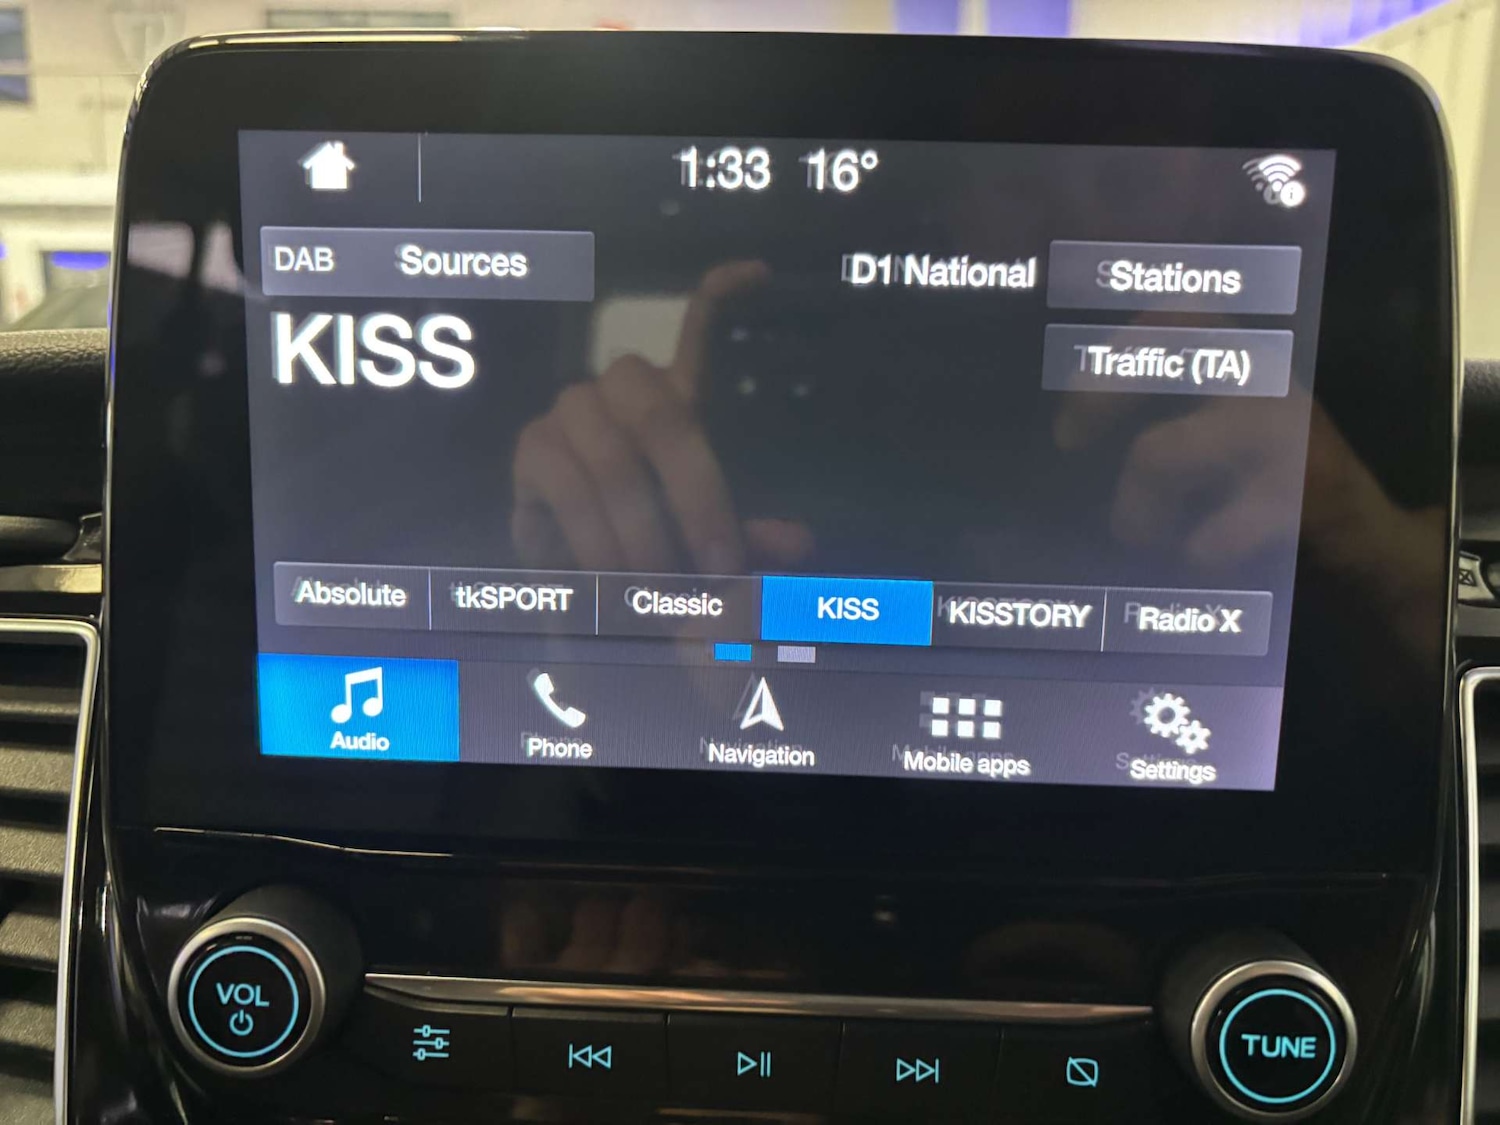 1:33 16°
DAB Sources
D1 National
Stations
KISS
Traffic (TA)
Absolute tkSPORT Classic KISS KISSTORY Radio X
Audio Phone Navigation Mobile apps Settings
VOL
TUNE